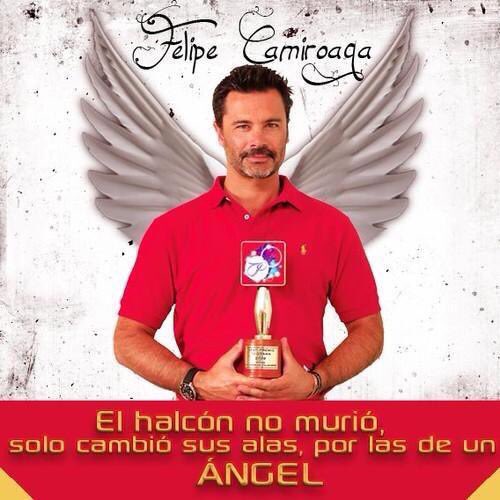 Felipe Camiroaga
El halcón no murió,
solo cambió sus alas, por las de un
ÁNGEL